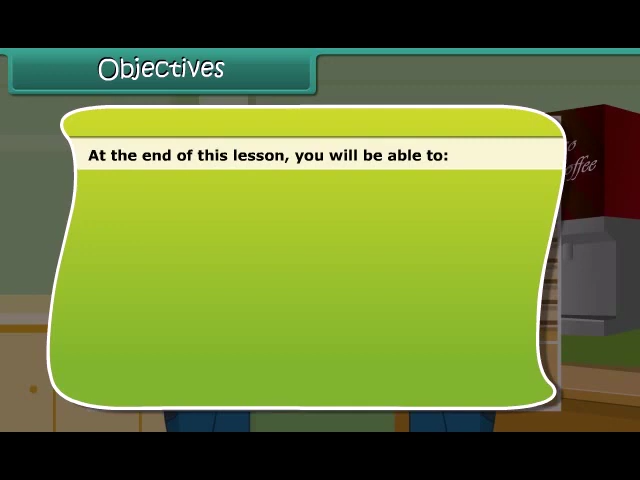 Objectives
At the end of this lesson, you will be able to: